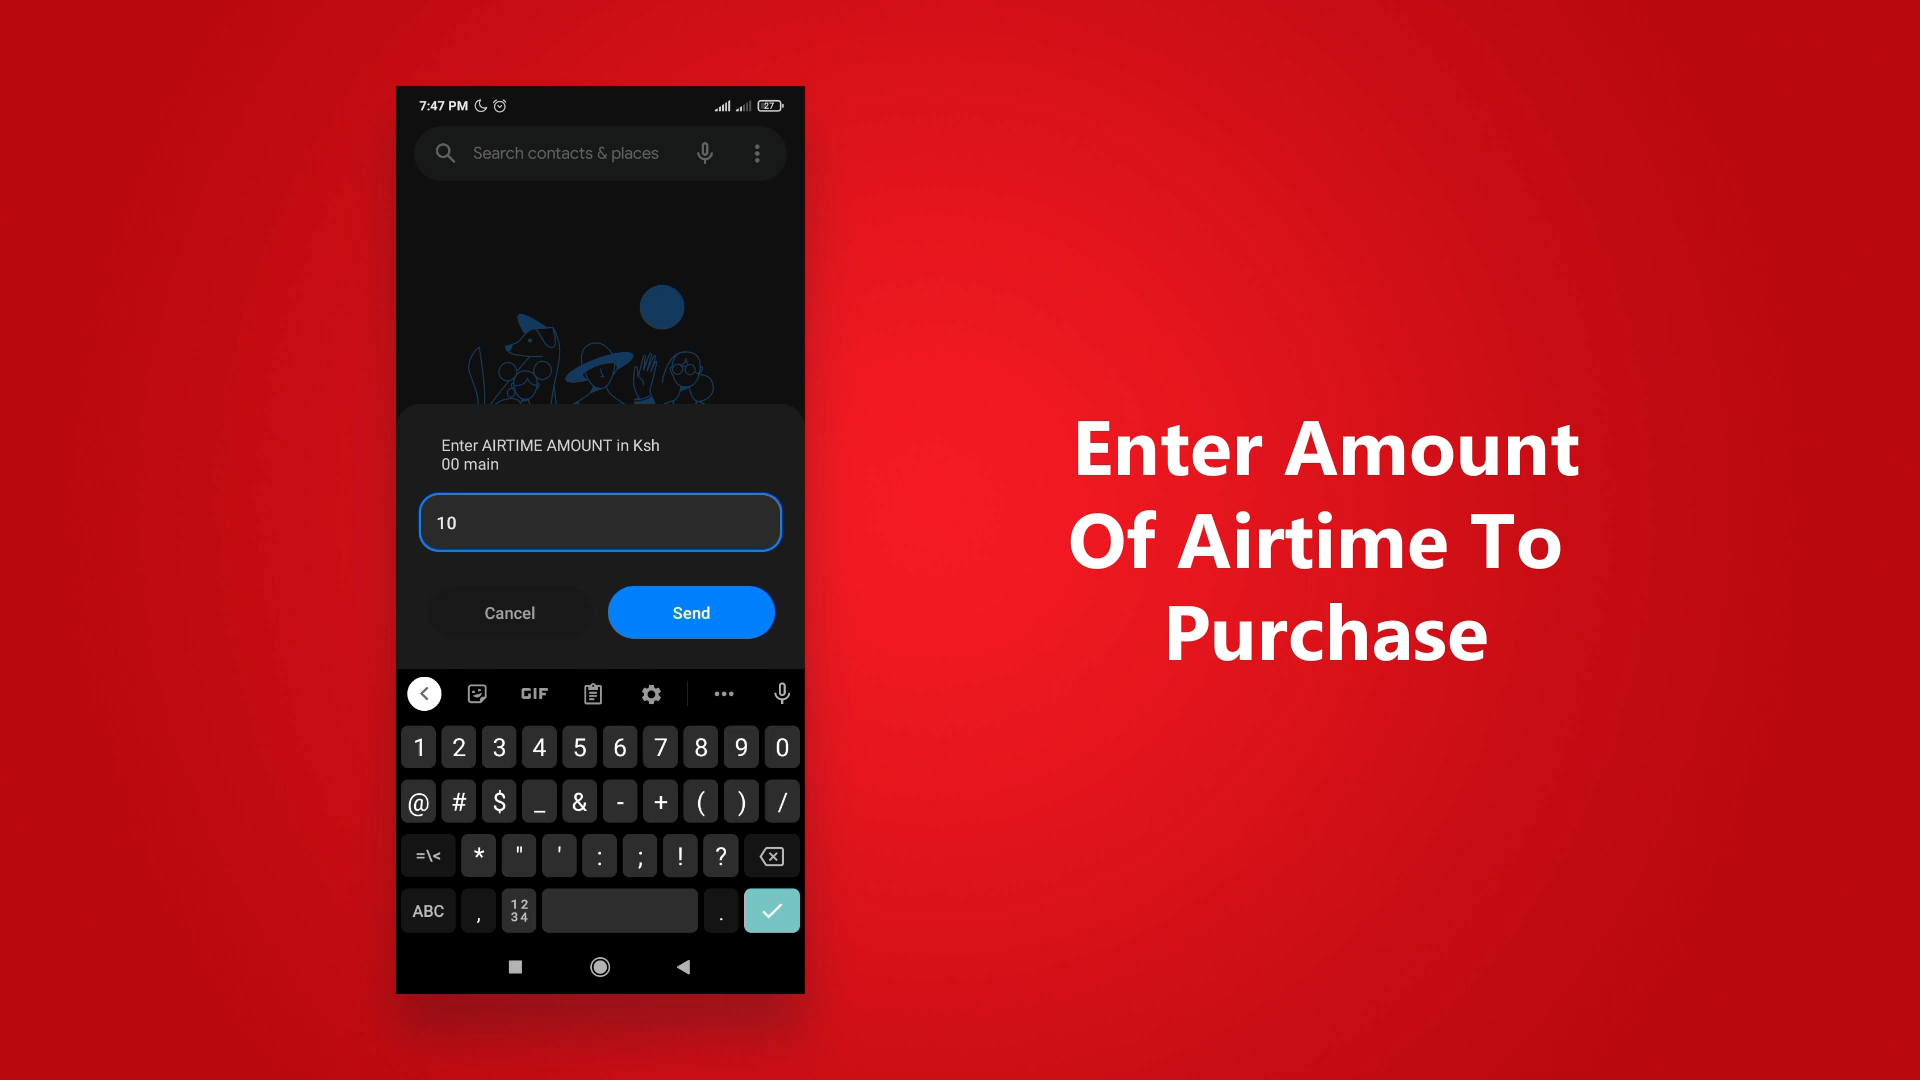 7:47 PM
27
Search contacts & places
Enter AIRTIME AMOUNT in Ksh
00 main
10
Cancel
Send
GIF
1 2 3 4 5 6 7 8 9 0
@ # $ _ & - + ( ) /
=\< * " ' : ; ! ?
ABC , 12 34 .
Enter Amount
Of Airtime To
Purchase